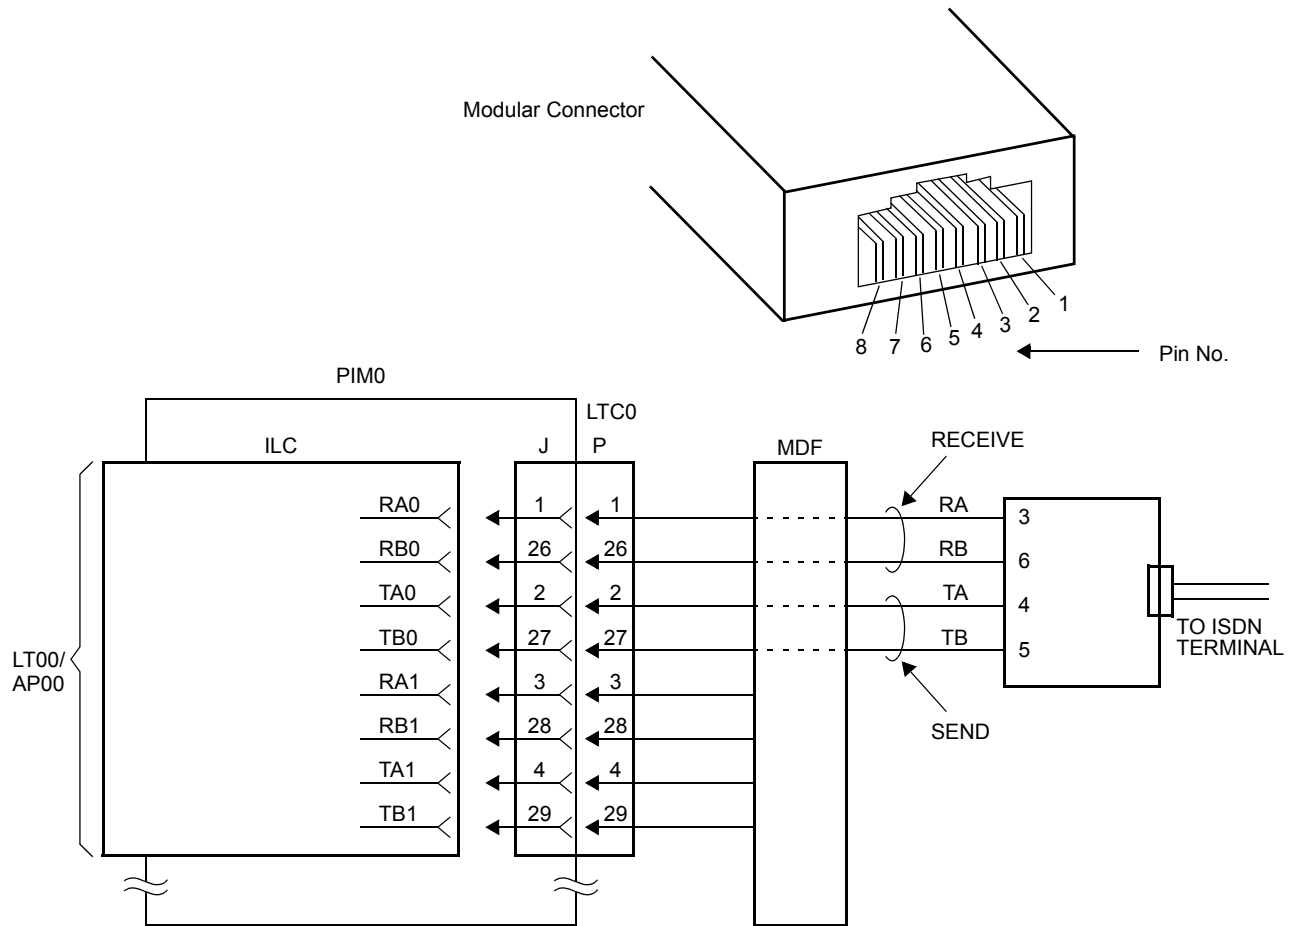 Modular Connector
8 7 6 5 4 3 2 1
Pin No.
PIM0
LTC0
ILC J P MDF RECEIVE
RA0 1 1 RA 3
RB0 26 26 RB 6
TA0 2 2 TA 4
TB0 27 27 TB 5
TO ISDN
TERMINAL
LT00/
AP00
RA1 3 3
RB1 28 28
SEND
TA1 4 4
TB1 29 29